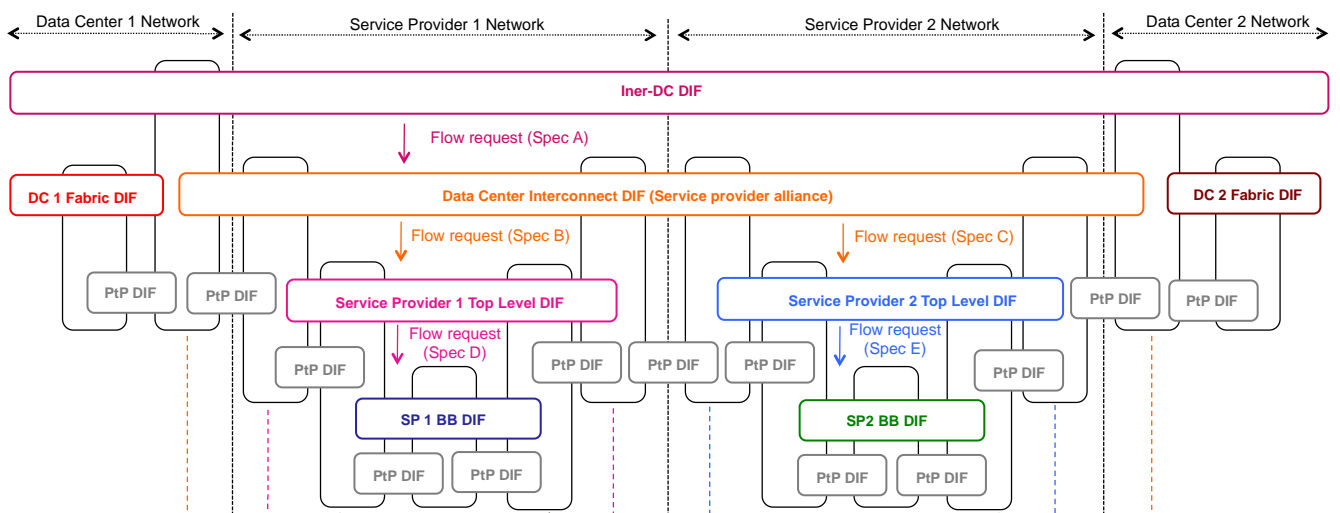 Data Center 1 Network
Service Provider 1 Network
Service Provider 2 Network
Data Center 2 Network
Iner-DC DIF
Flow request (Spec A)
DC 1 Fabric DIF
Data Center Interconnect DIF (Service provider alliance)
DC 2 Fabric DIF
Flow request (Spec B)
Flow request (Spec C)
PtP DIF
PtP DIF
Service Provider 1 Top Level DIF
Service Provider 2 Top Level DIF
PtP DIF
PtP DIF
Flow request
(Spec D)
Flow request
(Spec E)
PtP DIF
PtP DIF
PtP DIF
PtP DIF
PtP DIF
SP 1 BB DIF
SP2 BB DIF
PtP DIF
PtP DIF
PtP DIF
PtP DIF